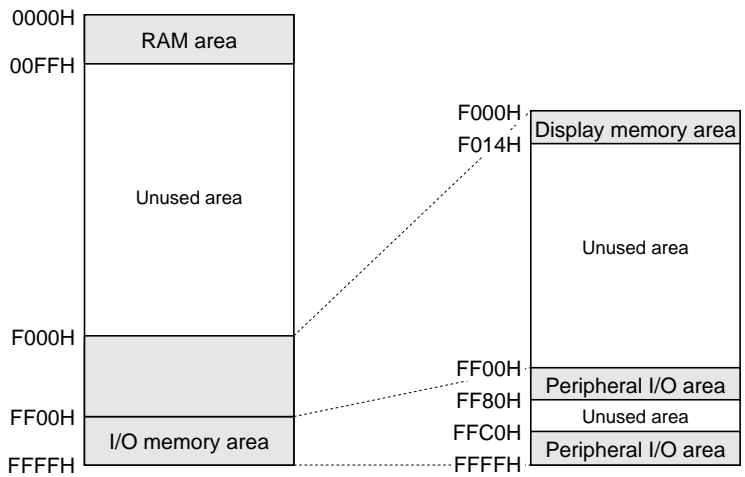 0000H
RAM area
00FFH
Unused area
F000H
FF00H
I/O memory area
FFFFH
F000H
Display memory area
F014H
Unused area
FF00H
Peripheral I/O area
FF80H
Unused area
FFC0H
Peripheral I/O area
FFFFH